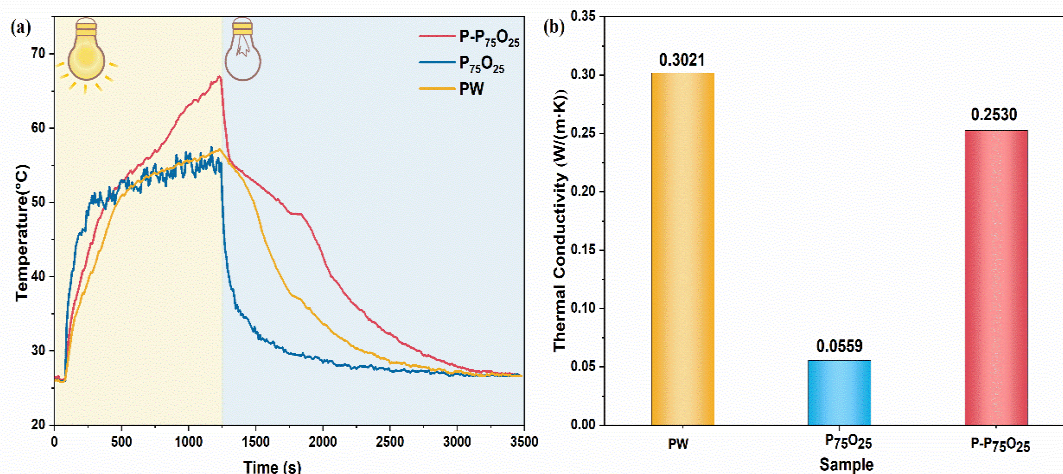 (a)
P-P75O25
P75O25
PW
Temperature(°C)
70
60
50
40
30
20
0
500
1000
1500
2000
2500
3000
3500
Time (s)
(b)
Thermal Conductivity (W/(m·K))
0.35
0.30
0.25
0.20
0.15
0.10
0.05
0.00
0.3021
0.0559
0.2530
PW
P75O25
P-P75O25
Sample